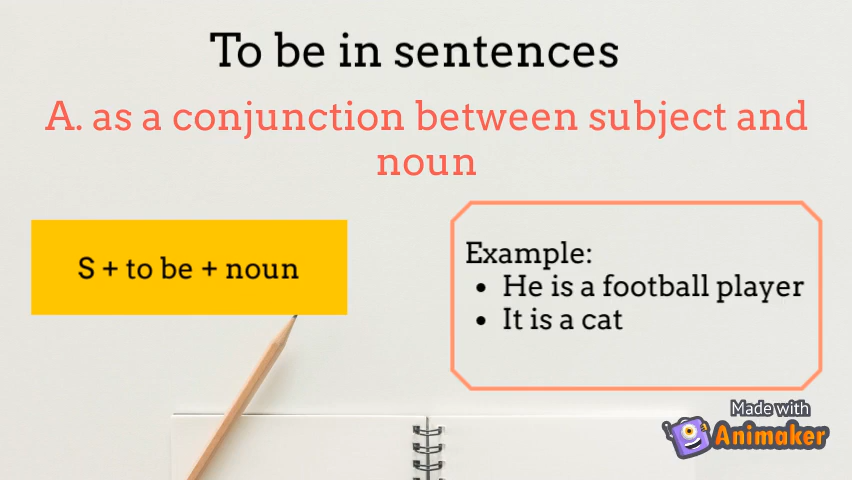 To be in sentences
A. as a conjunction between subject and
noun
S + to be + noun
Example:
• He is a football player
• It is a cat
Made with
Animaker